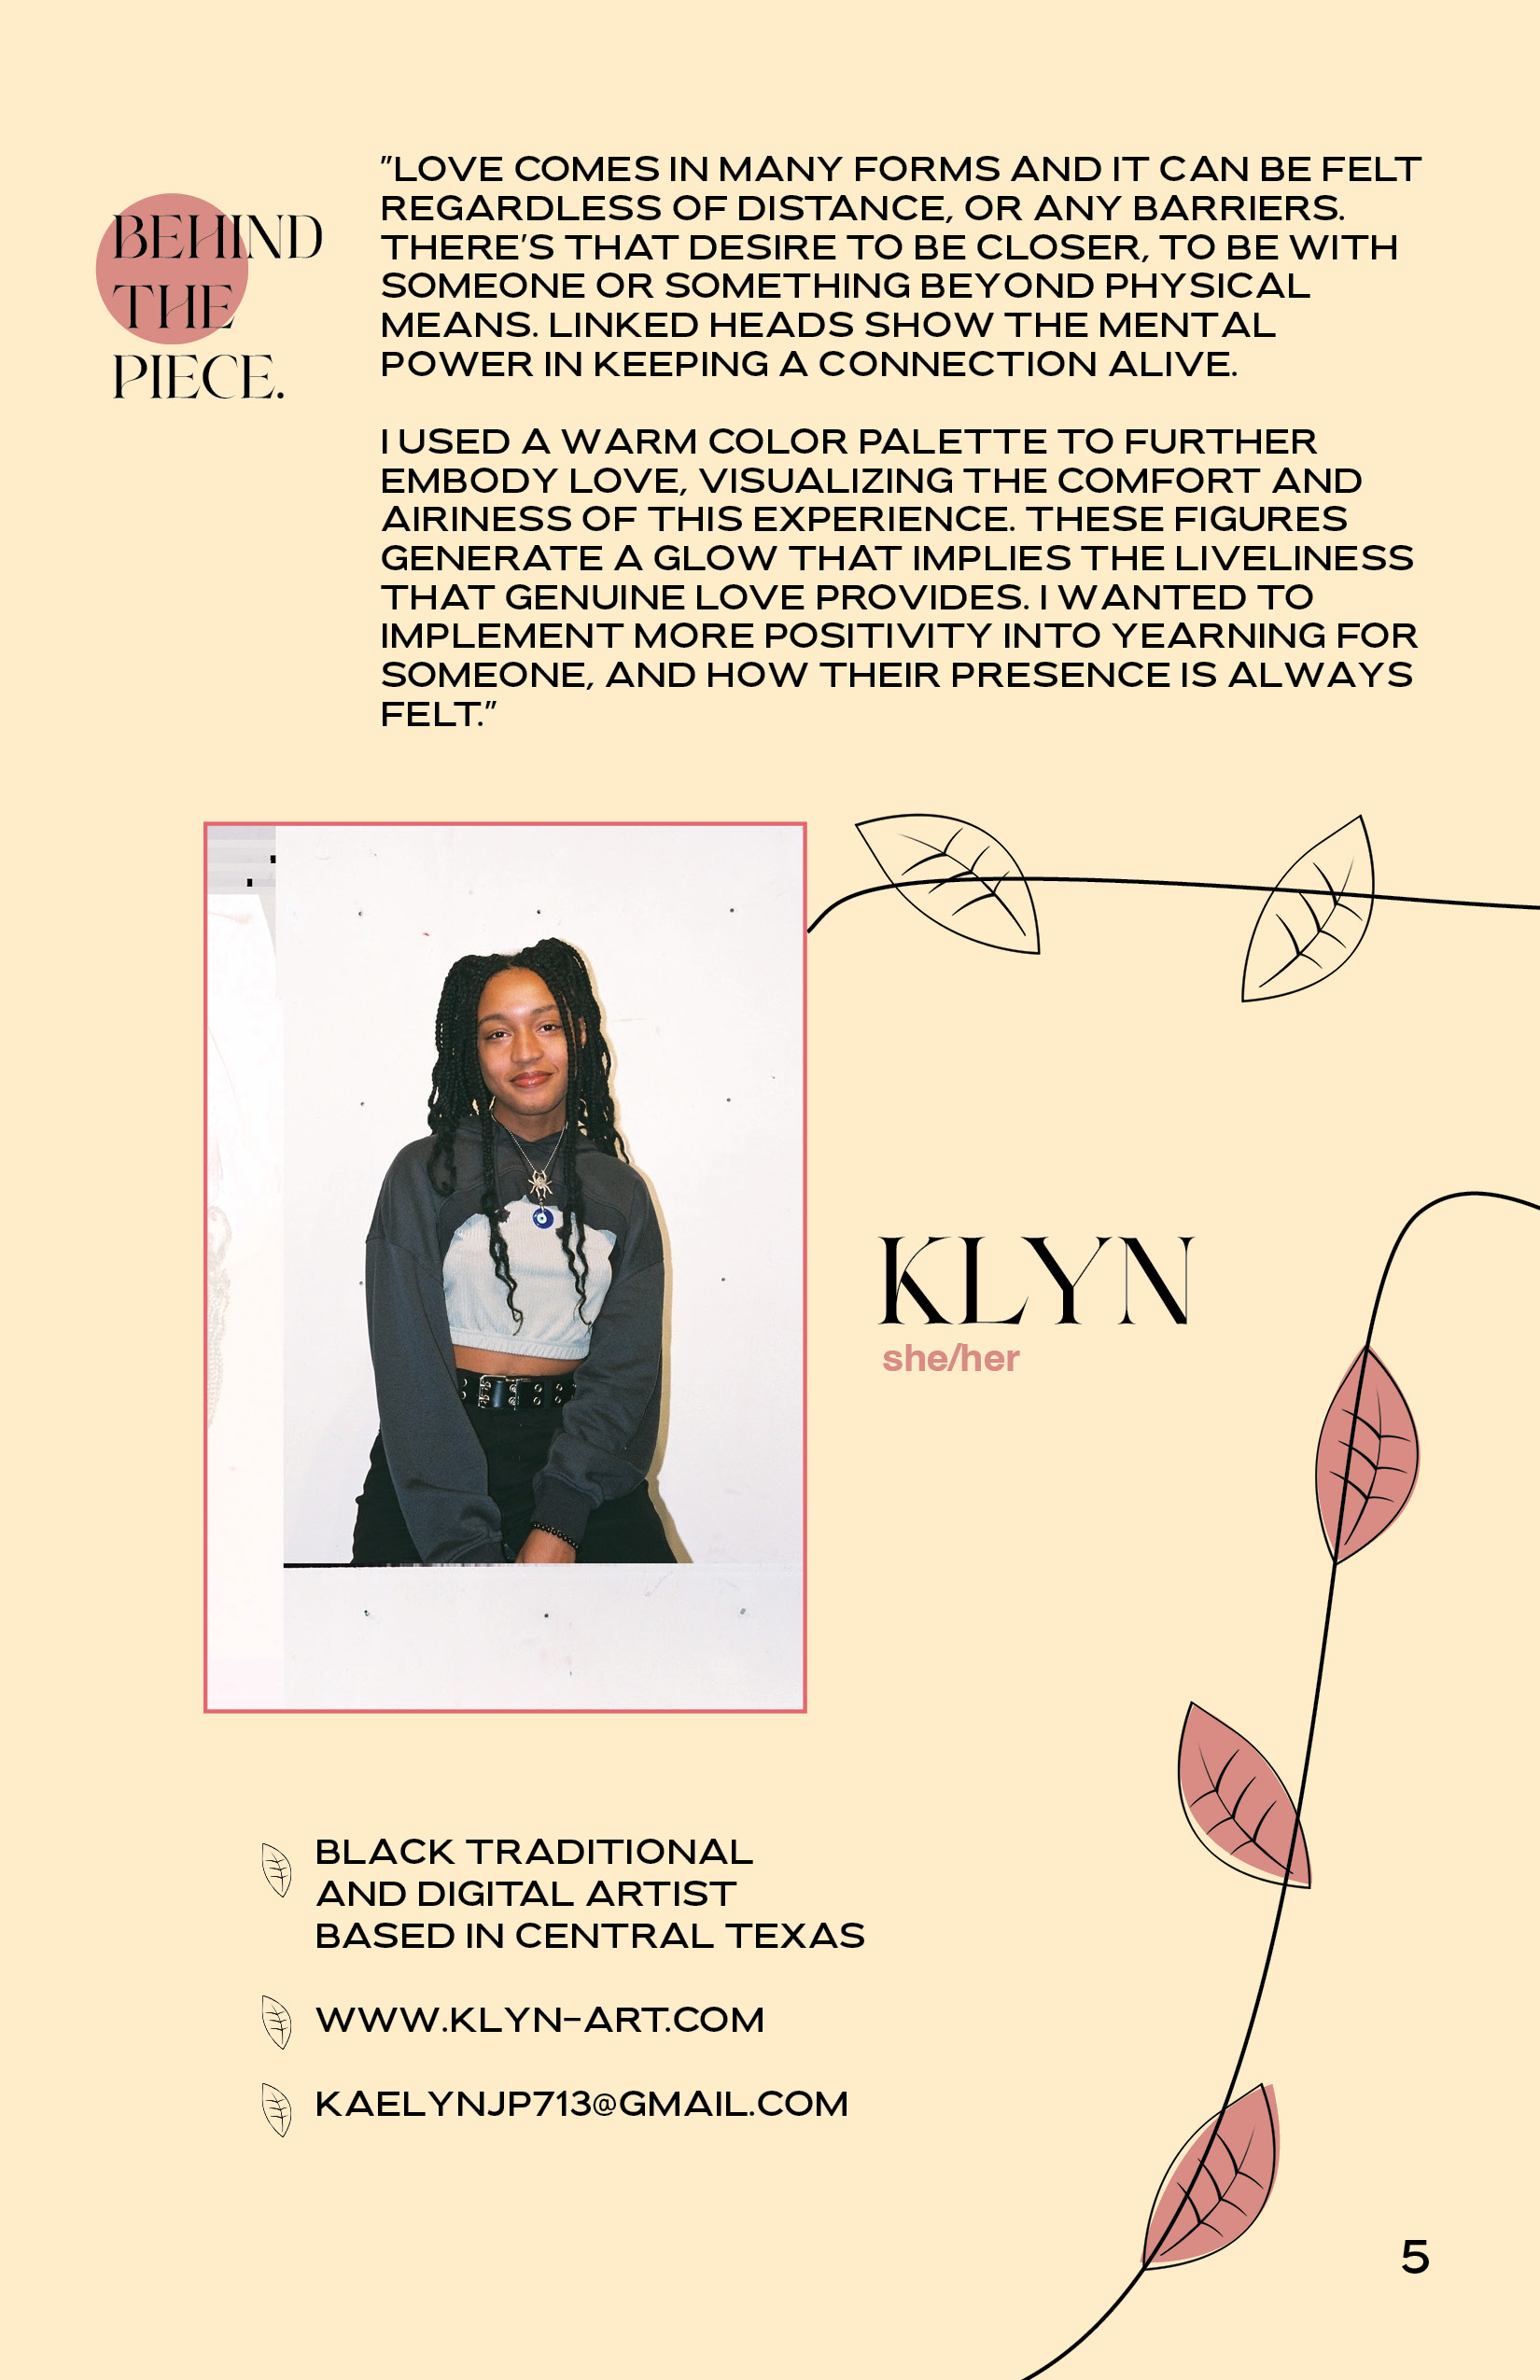 BEHIND
THE
PIECE.
"LOVE COMES IN MANY FORMS AND IT CAN BE FELT
REGARDLESS OF DISTANCE, OR ANY BARRIERS.
THERE'S THAT DESIRE TO BE CLOSER, TO BE WITH
SOMEONE OR SOMETHING BEYOND PHYSICAL
MEANS. LINKED HEADS SHOW THE MENTAL
POWER IN KEEPING A CONNECTION ALIVE.
I USED A WARM COLOR PALETTE TO FURTHER
EMBODY LOVE, VISUALIZING THE COMFORT AND
AIRINESS OF THIS EXPERIENCE. THESE FIGURES
GENERATE A GLOW THAT IMPLIES THE LIVELINESS
THAT GENUINE LOVE PROVIDES. I WANTED TO
IMPLEMENT MORE POSITIVITY INTO YEARNING FOR
SOMEONE, AND HOW THEIR PRESENCE IS ALWAYS
FELT."
KLYN
she/her
BLACK TRADITIONAL
AND DIGITAL ARTIST
BASED IN CENTRAL TEXAS
WWW.KLYN-ART.COM
KAELYNJP713@GMAIL.COM
5